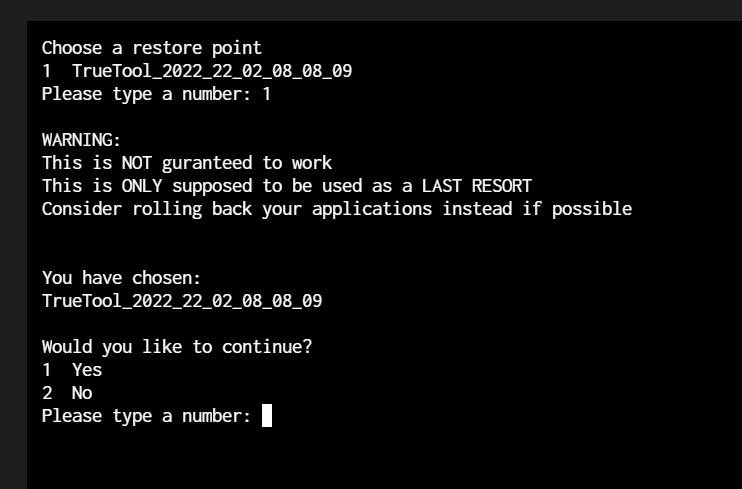 Choose a restore point
1  TrueTool_2022_22_02_08_08_09
Please type a number: 1
WARNING:
This is NOT guranteed to work
This is ONLY supposed to be used as a LAST RESORT
Consider rolling back your applications instead if possible
You have chosen:
TrueTool_2022_22_02_08_08_09
Would you like to continue?
1  Yes
2  No
Please type a number: